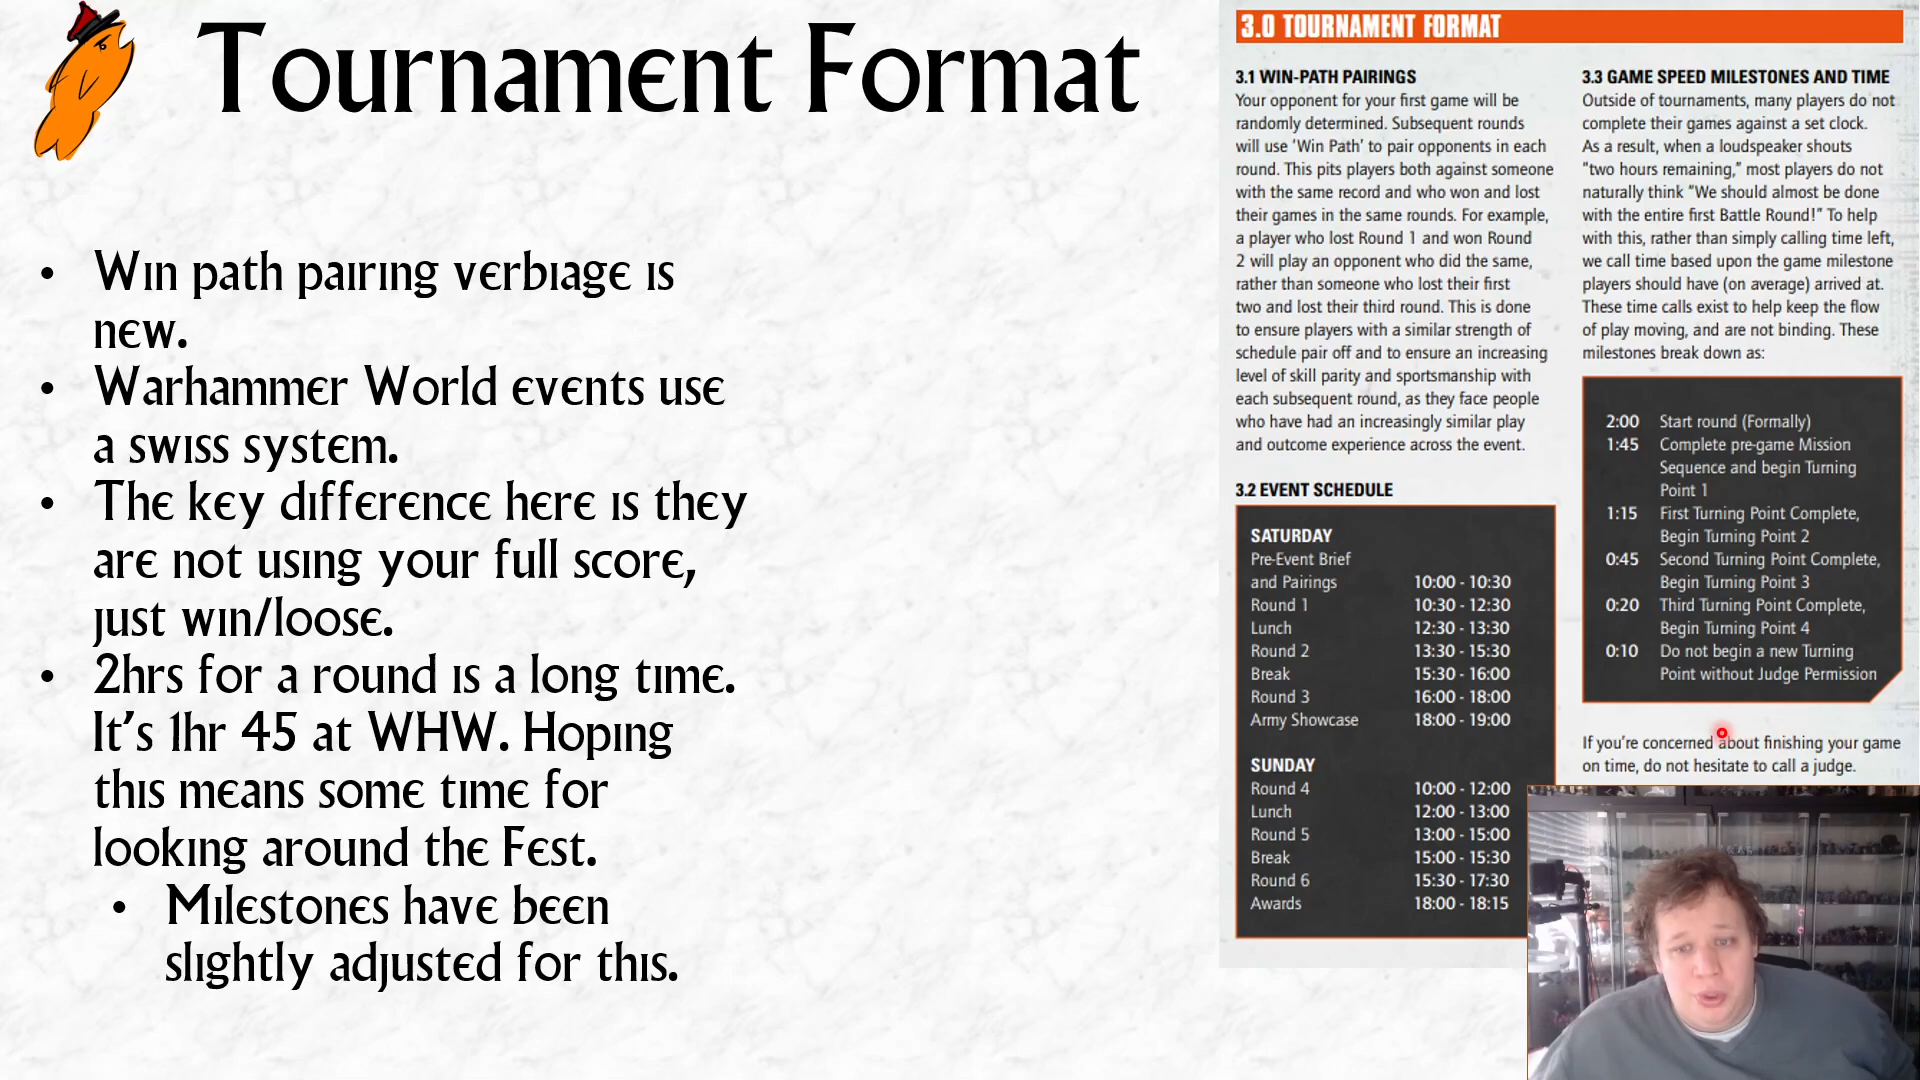 Tournament Format
• Win path pairing verbiage is
new.
• Warhammer World events use
a swiss system.
• The key difference here is they
are not using your full score,
just win/loose.
• 2hrs for a round is a long time.
It's 1hr 45 at WHW. Hoping
this means some time for
looking around the Fest.
• Milestones have been
slightly adjusted for this.
3.0 TOURNAMENT FORMAT
3.1 WIN-PATH PAIRINGS
Your opponent for your first game will be
randomly determined. Subsequent rounds
will use 'Win Path' to pair opponents in each
round. This pits players both against someone
with the same record and who won and lost
their games in the same rounds. For example,
a player who lost Round 1 and won Round
2 will play an opponent who did the same,
rather than someone who lost their first
two and lost their third round. This is done
to ensure players with a similar strength of
schedule pair off and to ensure an increasing
level of skill parity and sportsmanship with
each subsequent round, as they face people
who have had an increasingly similar play
and outcome experience across the event.
3.2 EVENT SCHEDULE
SATURDAY
Pre-Event Brief
and Pairings 10:00 - 10:30
Round 1 10:30 - 12:30
Lunch 12:30 - 13:30
Round 2 13:30 - 15:30
Break 15:30 - 16:00
Round 3 16:00 - 18:00
Army Showcase 18:00 - 19:00
SUNDAY
Round 4 10:00 - 12:00
Lunch 12:00 - 13:00
Round 5 13:00 - 15:00
Break 15:00 - 15:30
Round 6 15:30 - 17:30
Awards 18:00 - 18:15
3.3 GAME SPEED MILESTONES AND TIME
Outside of tournaments, many players do not
complete their games against a set clock.
As a result, when a loudspeaker shouts
"two hours remaining," most players do not
naturally think "We should almost be done
with the entire first Battle Round!" To help
with this, rather than simply calling time left,
we call time based upon the game milestone
players should have (on average) arrived at.
These time calls exist to help keep the flow
of play moving, and are not binding. These
milestones break down as:
2:00 Start round (Formally)
1:45 Complete pre-game Mission
Sequence and begin Turning
Point 1
1:15 First Turning Point Complete,
Begin Turning Point 2
0:45 Second Turning Point Complete,
Begin Turning Point 3
0:20 Third Turning Point Complete,
Begin Turning Point 4
0:10 Do not begin a new Turning
Point without Judge Permission
If you're concerned about finishing your game
on time, do not hesitate to call a judge.